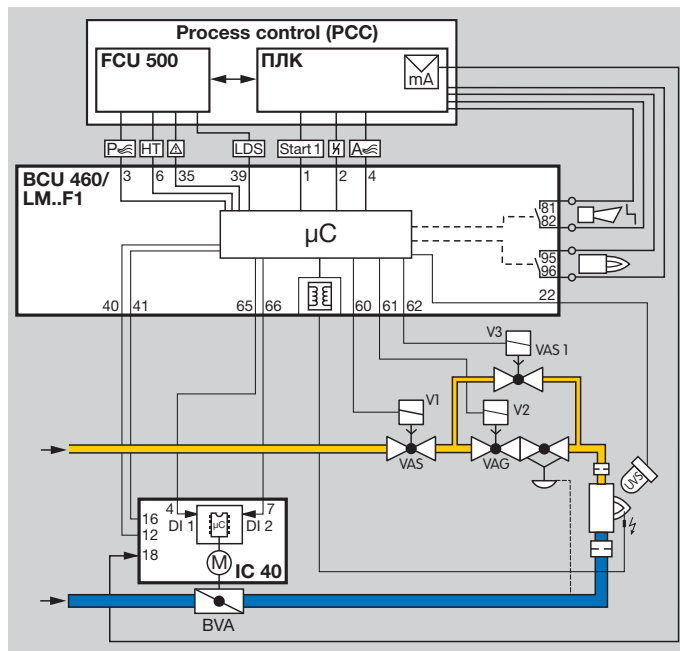 Process control (PCC)
FCU 500
ПЛК
mA
P
HT
LDS
Start 1
A
3
6
35
39
1
2
4
BCU 460/
LM..F1
µC
81
82
95
96
22
40
41
65
66
60
61
62
V3
VAS 1
V1
V2
VAS
VAG
UVS
16
12
18
4
DI 1
µC
7
DI 2
M
IC 40
BVA